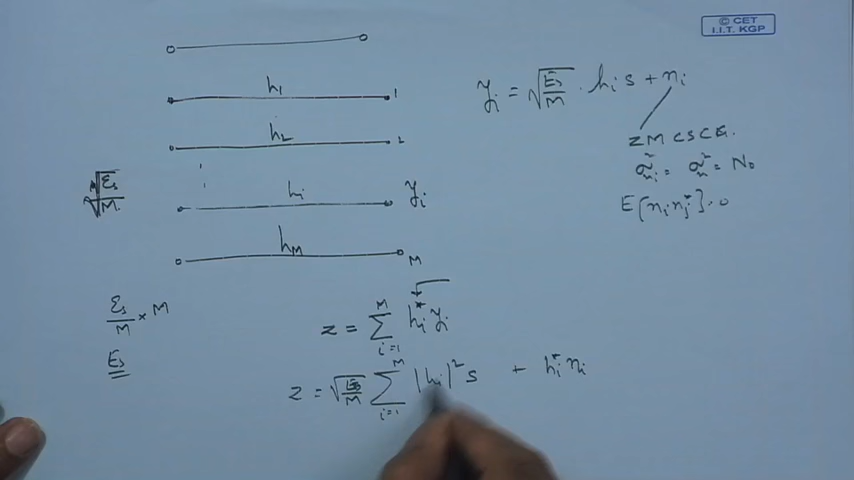 © CET
I.I.T. KGP
h₁ 1
h₂ 2
hᵢ yᵢ
h_M M
√(Es/M)
yᵢ = √(Es/M) · hᵢ s + nᵢ
ZMCSCG.
σ²ₙᵢ = σ²ₙ = N₀
E[nᵢ nⱼ*] = 0
Es/M × M
Es
z = Σ_{i=1}^{M} hᵢ* yᵢ
z = √(Es/M) Σ_{i=1}^{M} |hᵢ|² s + hᵢ* nᵢ